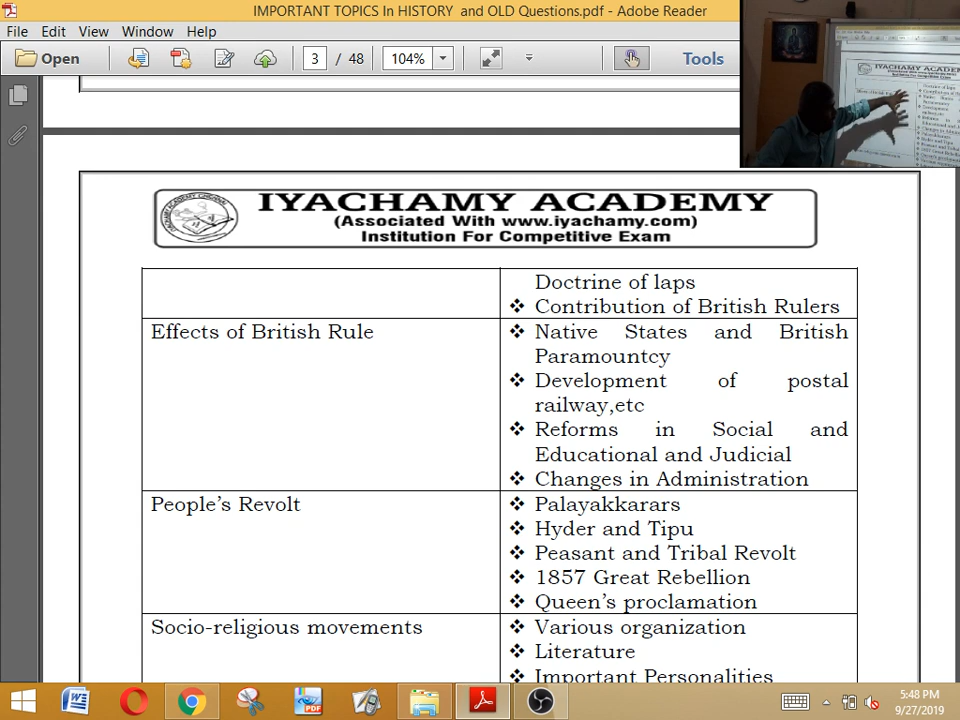 IMPORTANT TOPICS In HISTORY and OLD Questions.pdf - Adobe Reader
File Edit View Window Help
Open 3 / 48 104% Tools
IYACHAMY ACADEMY
(Associated With www.iyachamy.com)
Institution For Competitive Exam
Doctrine of laps
❖ Contribution of British Rulers
Effects of British Rule
❖ Native States and British
Paramountcy
❖ Development of postal
railway,etc
❖ Reforms in Social and
Educational and Judicial
❖ Changes in Administration
People's Revolt
❖ Palayakkarars
❖ Hyder and Tipu
❖ Peasant and Tribal Revolt
❖ 1857 Great Rebellion
❖ Queen's proclamation
Socio-religious movements
❖ Various organization
❖ Literature
❖ Important Personalities
5:48 PM
9/27/2019